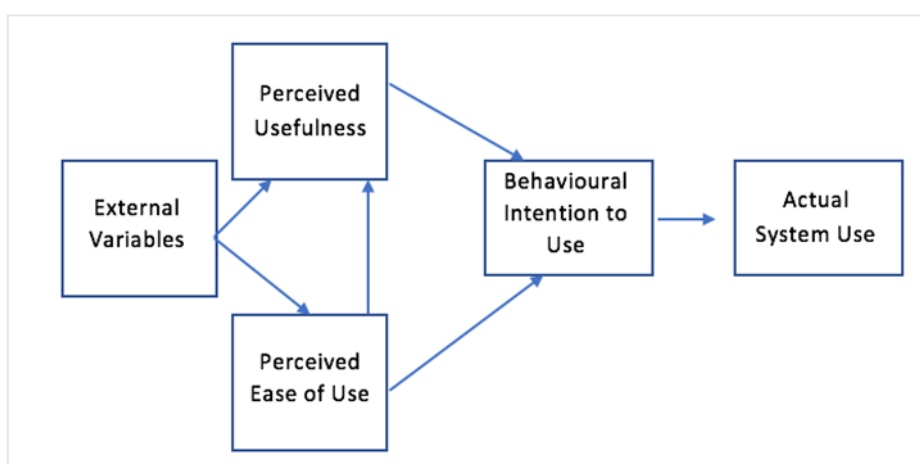 Perceived
Usefulness
External
Variables
Behavioural
Intention to
Use
Actual
System Use
Perceived
Ease of Use